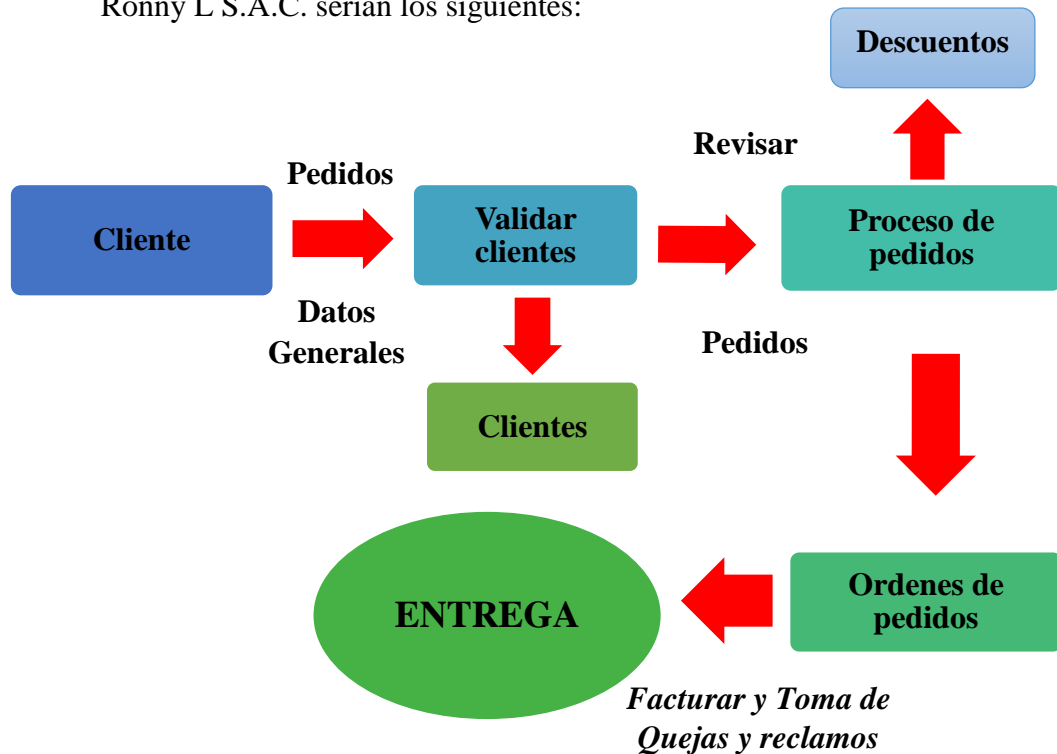 Ronny L S.A.C. serían los siguientes:
Descuentos
Revisar
Pedidos
Cliente
Validar
clientes
Proceso de
pedidos
Datos
Generales
Pedidos
Clientes
ENTREGA
Ordenes de
pedidos
Facturar y Toma de
Quejas y reclamos